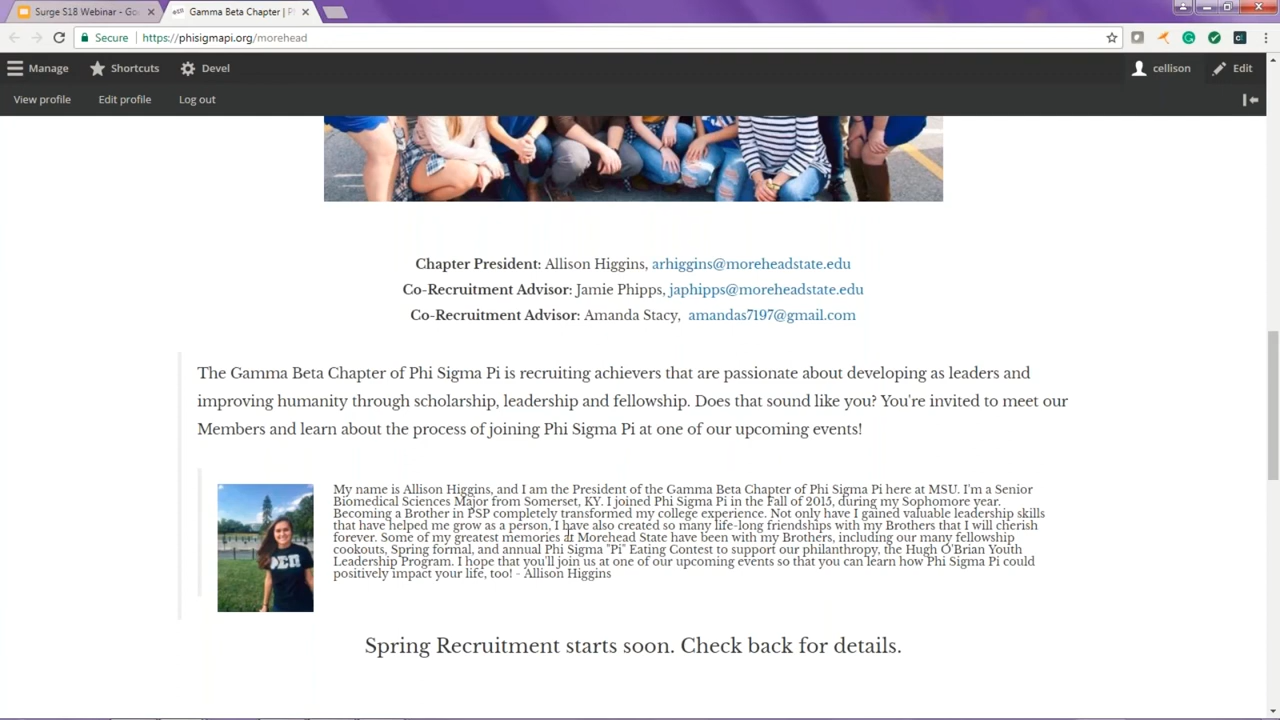 Surge S18 Webinar - Go
Gamma Beta Chapter | P
Secure https://phisigmapi.org/morehead
Manage Shortcuts Devel cellison Edit
View profile Edit profile Log out
Chapter President: Allison Higgins, arhiggins@moreheadstate.edu
Co-Recruitment Advisor: Jamie Phipps, japhipps@moreheadstate.edu
Co-Recruitment Advisor: Amanda Stacy, amandas7197@gmail.com
The Gamma Beta Chapter of Phi Sigma Pi is recruiting achievers that are passionate about developing as leaders and
improving humanity through scholarship, leadership and fellowship. Does that sound like you? You're invited to meet our
Members and learn about the process of joining Phi Sigma Pi at one of our upcoming events!
My name is Allison Higgins, and I am the President of the Gamma Beta Chapter of Phi Sigma Pi here at MSU. I'm a Senior
Biomedical Sciences Major from Somerset, KY. I joined Phi Sigma Pi in the Fall of 2015, during my Sophomore year.
Becoming a Brother in PSP completely transformed my college experience. Not only have I gained valuable leadership skills
that have helped me grow as a person, I have also created so many life-long friendships with my Brothers that I will cherish
forever. Some of my greatest memories at Morehead State have been with my Brothers, including our many fellowship
cookouts, Spring formal, and annual Phi Sigma "Pi" Eating Contest to support our philanthropy, the Hugh O'Brian Youth
Leadership Program. I hope that you'll join us at one of our upcoming events so that you can learn how Phi Sigma Pi could
positively impact your life, too! - Allison Higgins
ΦΣΠ
Spring Recruitment starts soon. Check back for details.